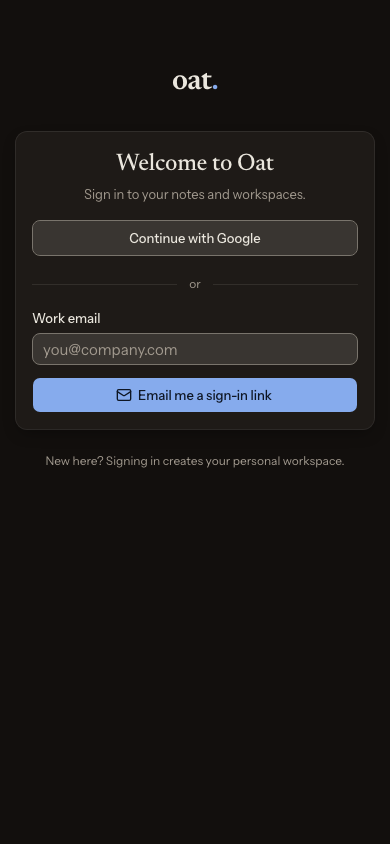 oat.
Welcome to Oat
Sign in to your notes and workspaces.
Continue with Google
or
Work email
you@company.com
Email me a sign-in link
New here? Signing in creates your personal workspace.